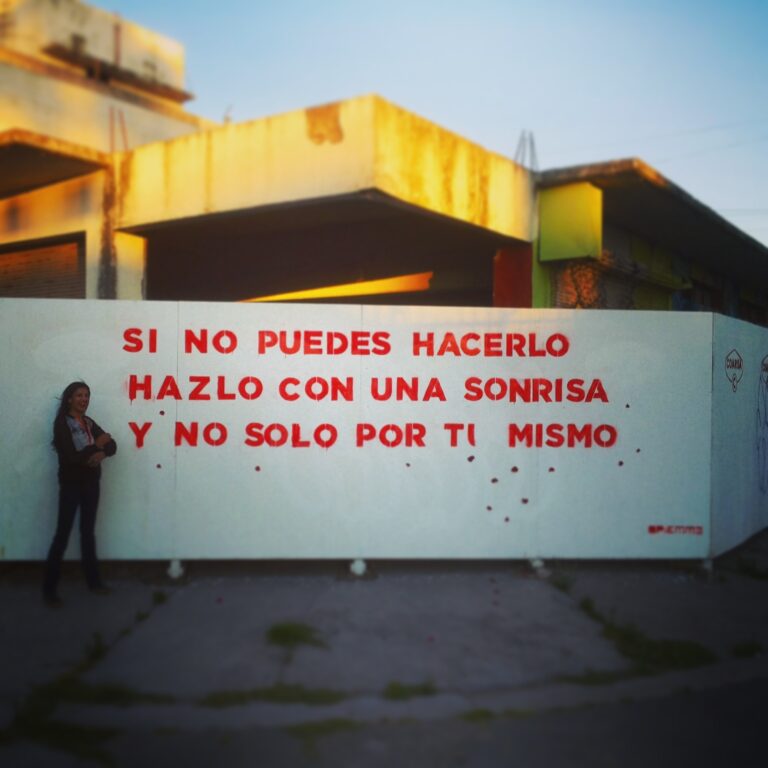 SI NO PUEDES HACERLO
HAZLO CON UNA SONRISA
Y NO SOLO POR TI MISMO